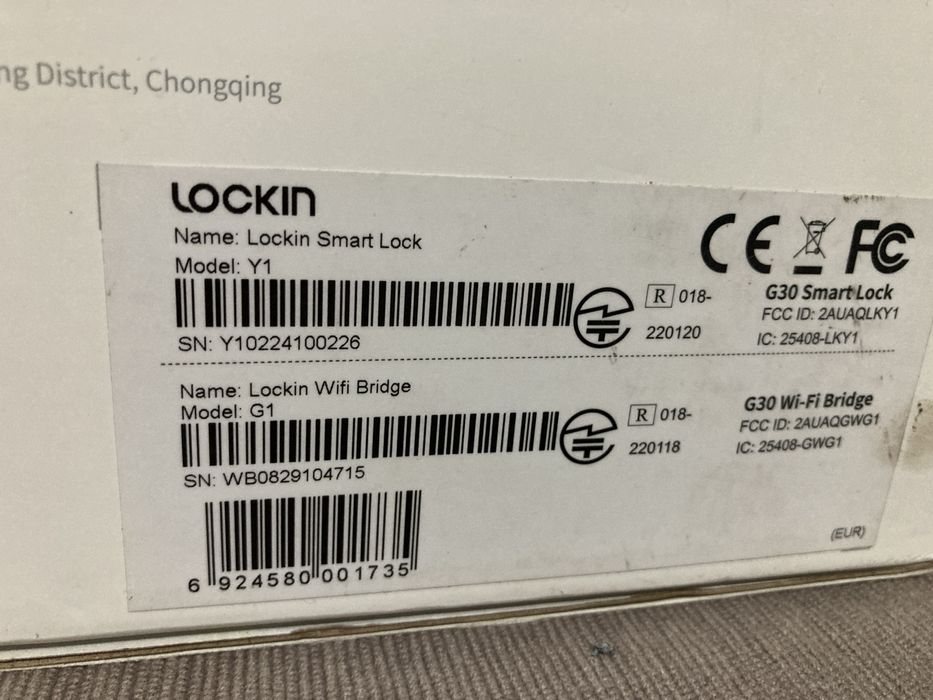 District, Chongqing
LOCKIN
Name: Lockin Smart Lock
Model: Y1
SN: Y10224100226
R 018-
220120
CE FC
G30 Smart Lock
FCC ID: 2AUAQLKY1
IC: 25408-LKY1
Name: Lockin Wifi Bridge
Model: G1
SN: WB0829104715
R 018-
220118
G30 Wi-Fi Bridge
FCC ID: 2AUAQGWG1
IC: 25408-GWG1
6 924580 001735
(EUR)